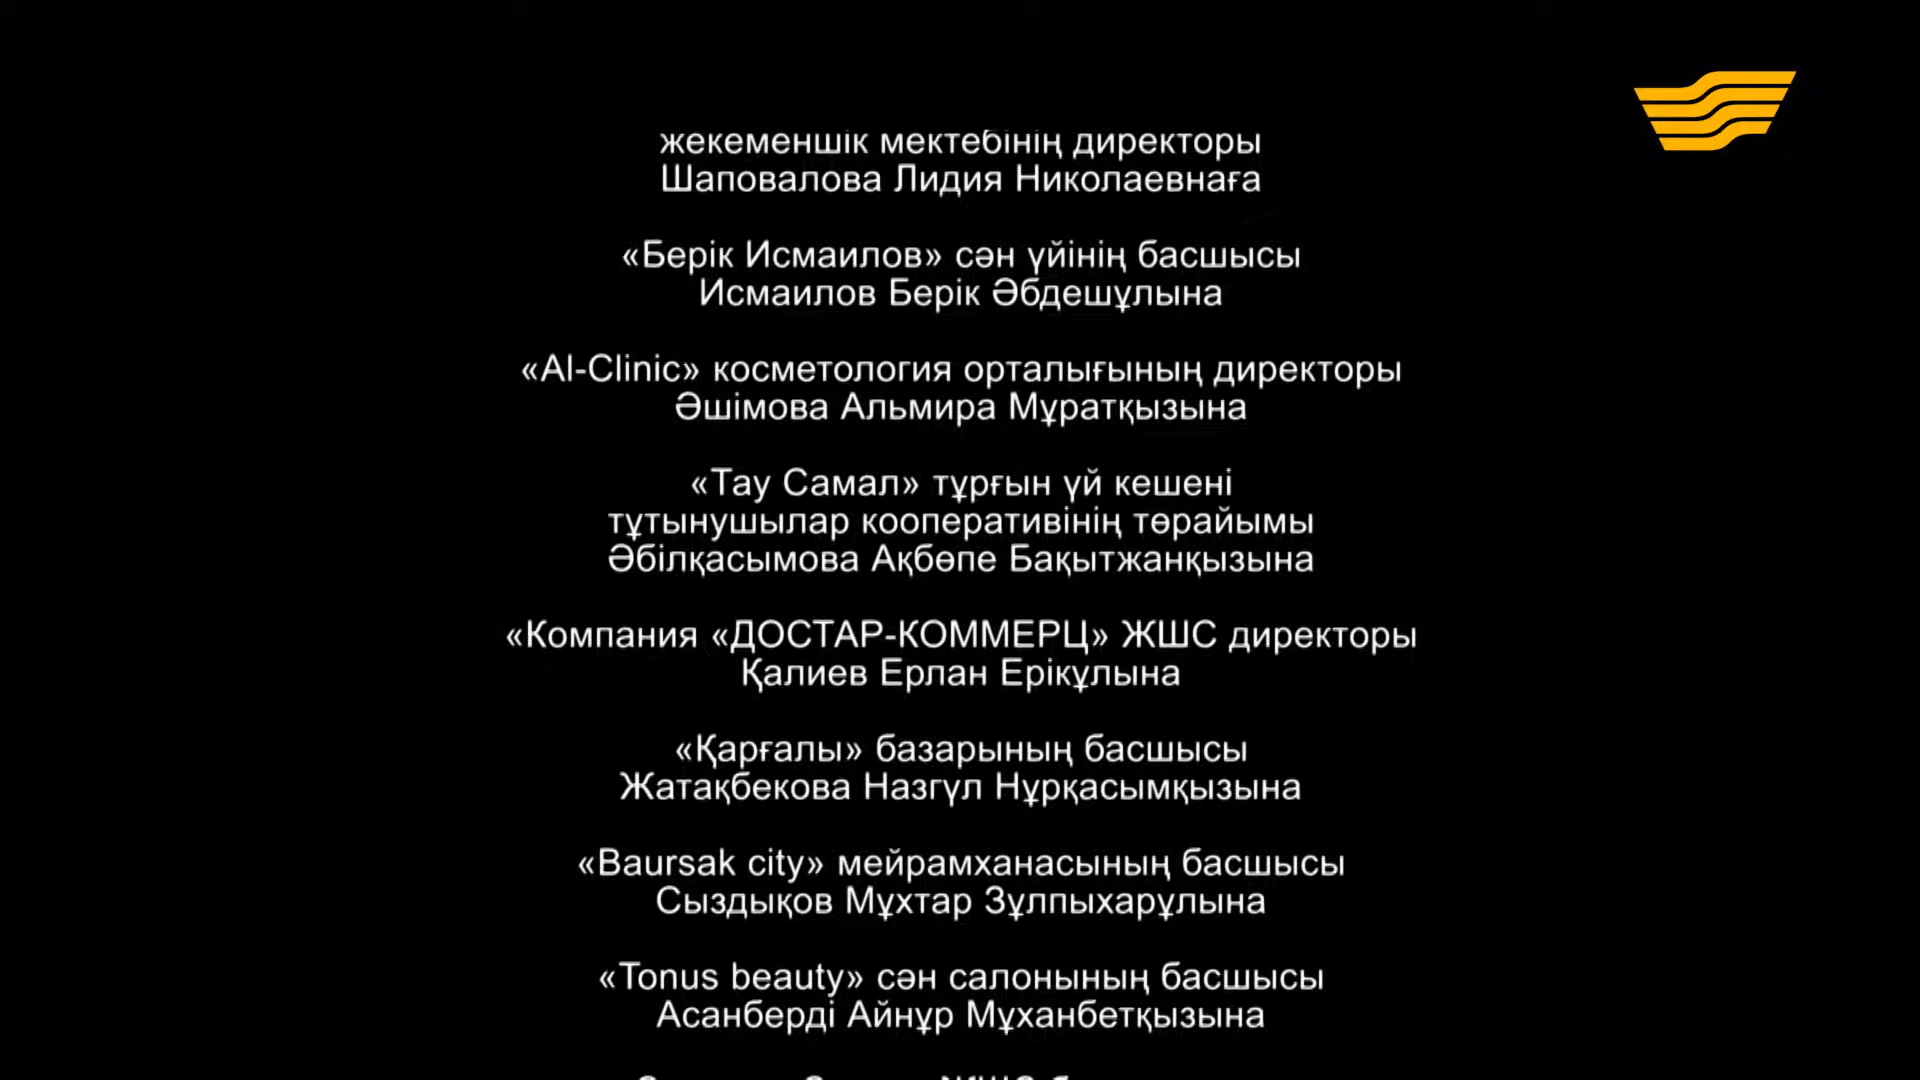 жекеменшік мектебінің директоры
Шаповалова Лидия Николаевнаға
«Берік Исмаилов» сән үйінің басшысы
Исмаилов Берік Әбдешұлына
«Al-Clinic» косметология орталығының директоры
Әшімова Альмира Мұратқызына
«Тау Самал» тұрғын үй кешені
тұтынушылар кооперативінің төрайымы
Әбілқасымова Ақбөпе Бақытжанқызына
«Компания «ДОСТАР-КОММЕРЦ» ЖШС директоры
Қалиев Ерлан Ерікұлына
«Қарғалы» базарының басшысы
Жатақбекова Назгүл Нұрқасымқызына
«Baursak city» мейрамханасының басшысы
Сыздықов Мұхтар Зұлпыхарұлына
«Tonus beauty» сән салонының басшысы
Асанберді Айнұр Мұханбетқызына